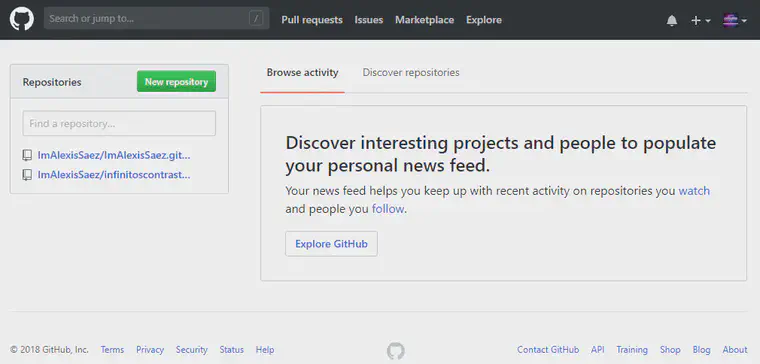 Search or jump to...
/
Pull requests Issues Marketplace Explore
Repositories
New repository
Find a repository...
ImAlexisSaez/ImAlexisSaez.git...
ImAlexisSaez/infinitoscontrast...
Browse activity
Discover repositories
Discover interesting projects and people to populate
your personal news feed.
Your news feed helps you keep up with recent activity on repositories you watch
and people you follow.
Explore GitHub
© 2018 GitHub, Inc. Terms Privacy Security Status Help
Contact GitHub API Training Shop Blog About